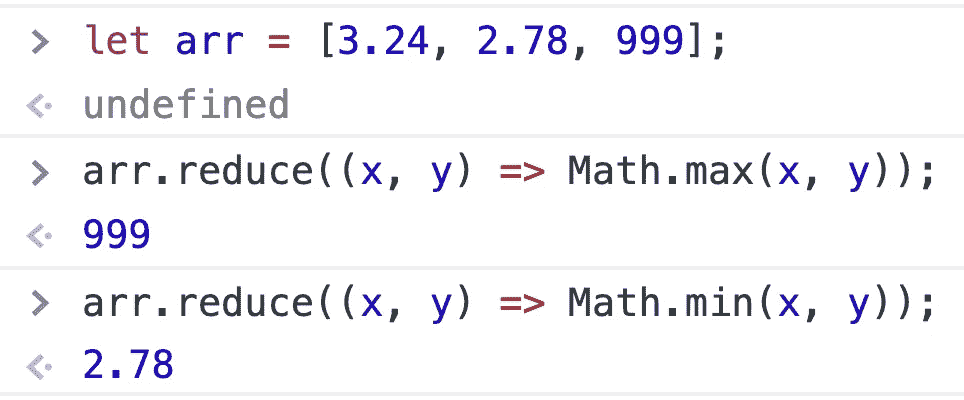 > let arr = [3.24, 2.78, 999];
<· undefined
> arr.reduce((x, y) => Math.max(x, y));
<· 999
> arr.reduce((x, y) => Math.min(x, y));
<· 2.78